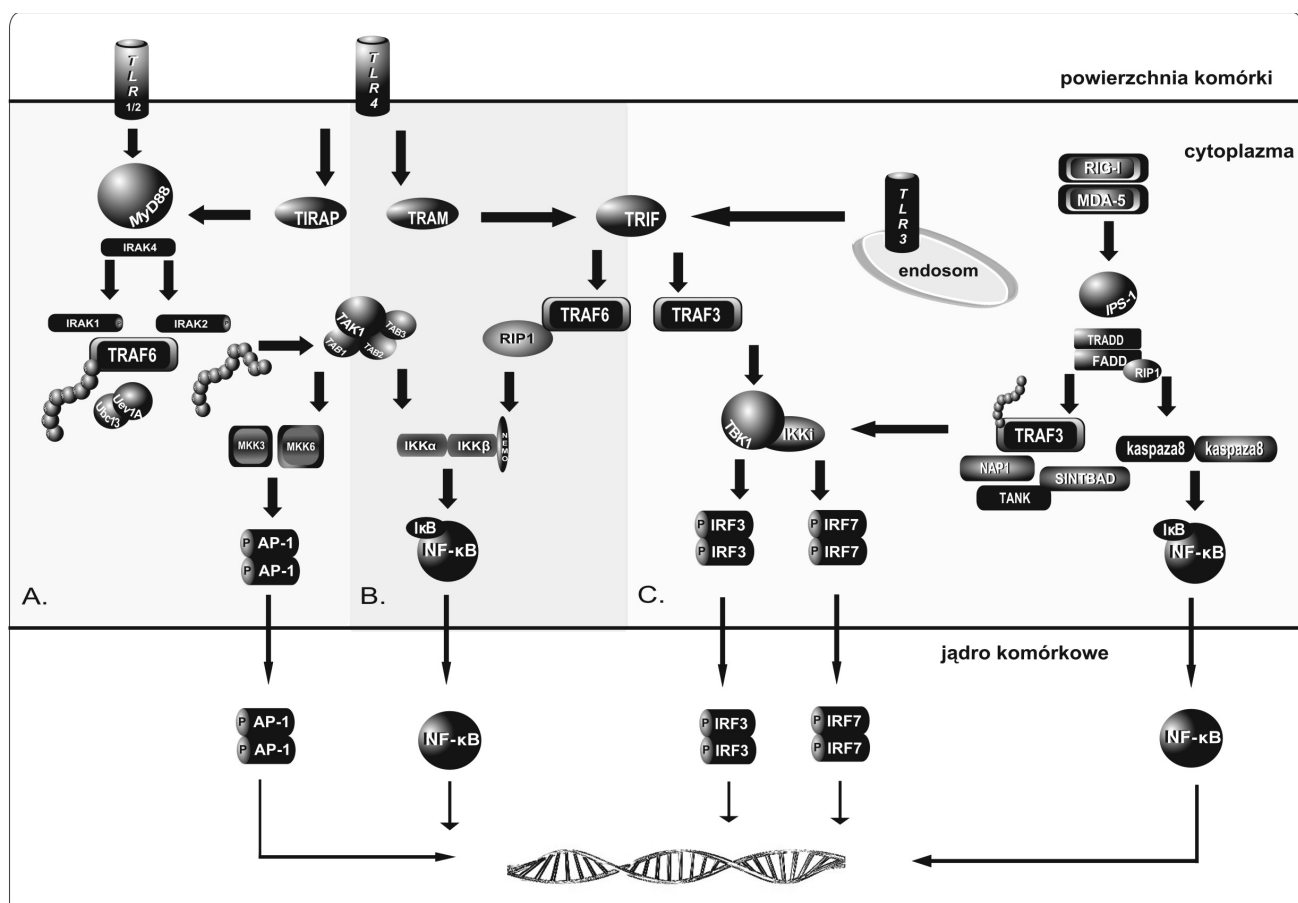 TLR 1/2
TLR 4
powierzchnia komórki
cytoplazma
MyD88
TIRAP
TRAM
TRIF
TLR 3
endosom
RIG-I
MDA-5
IRAK4
IPS-1
IRAK1
IRAK2
TRAF6
TAK1
TAB1
TAB2
TAB3
RIP1
TRAF6
TRAF3
TRADD
FADD
RIP1
Ubc13
Uev1A
MKK3
MKK6
IKKα
IKKβ
NEMO
TBK1
IKKi
TRAF3
NAP1
SINTBAD
TANK
kaspaza8
kaspaza8
P AP-1
P AP-1
IκB
NF-κB
P IRF3
P IRF3
P IRF7
P IRF7
IκB
NF-κB
A.
B.
C.
jądro komórkowe
P AP-1
P AP-1
NF-κB
P IRF3
P IRF3
P IRF7
P IRF7
NF-κB